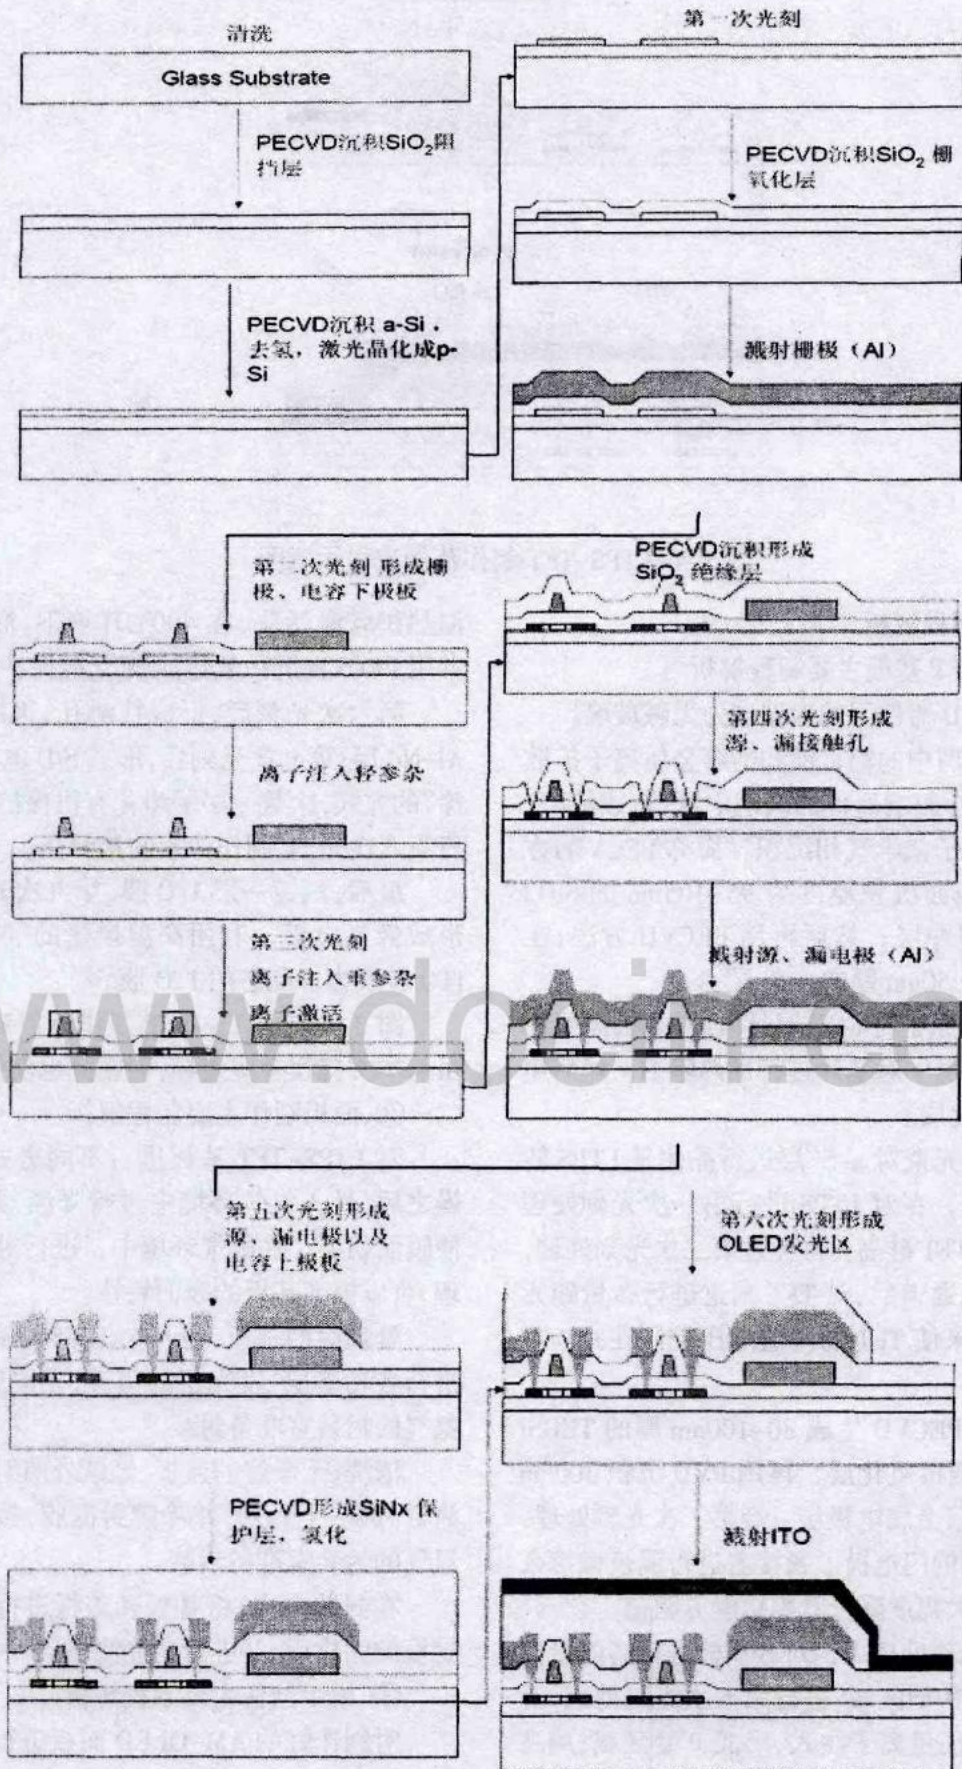 清洗
Glass Substrate
PECVD沉积SiO₂阻
挡层
PECVD沉积 a-Si .
去氢，激光晶化成p-
Si
第一次光刻
PECVD沉积SiO₂ 栅
氧化层
溅射栅极（Al）
第二次光刻 形成栅
极、电容下极板
离子注入轻参杂
第三次光刻
离子注入重参杂
离子激活
PECVD沉积形成
SiO₂ 绝缘层
第四次光刻形成
源、漏接触孔
溅射源、漏电极（Al）
www.docin.co
第五次光刻形成
源、漏电极以及
电容上极板
PECVD形成SiNx 保
护层，氢化
第六次光刻形成
OLED发光区
溅射ITO